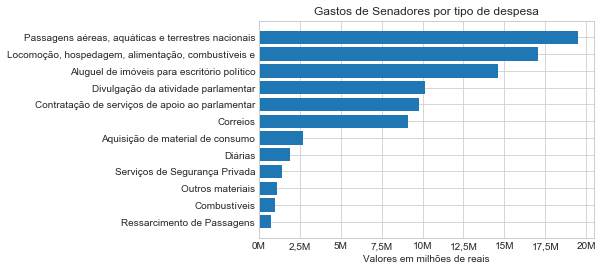 Gastos de Senadores por tipo de despesa
Passagens aéreas, aquáticas e terrestres nacionais
Locomoção, hospedagem, alimentação, combustíveis e
Aluguel de imóveis para escritório político
Divulgação da atividade parlamentar
Contratação de serviços de apoio ao parlamentar
Correios
Aquisição de material de consumo
Diárias
Serviços de Segurança Privada
Outros materiais
Combustíveis
Ressarcimento de Passagens
0M 2,5M 5M 7,5M 10M 12,5M 15M 17,5M 20M
Valores em milhões de reais